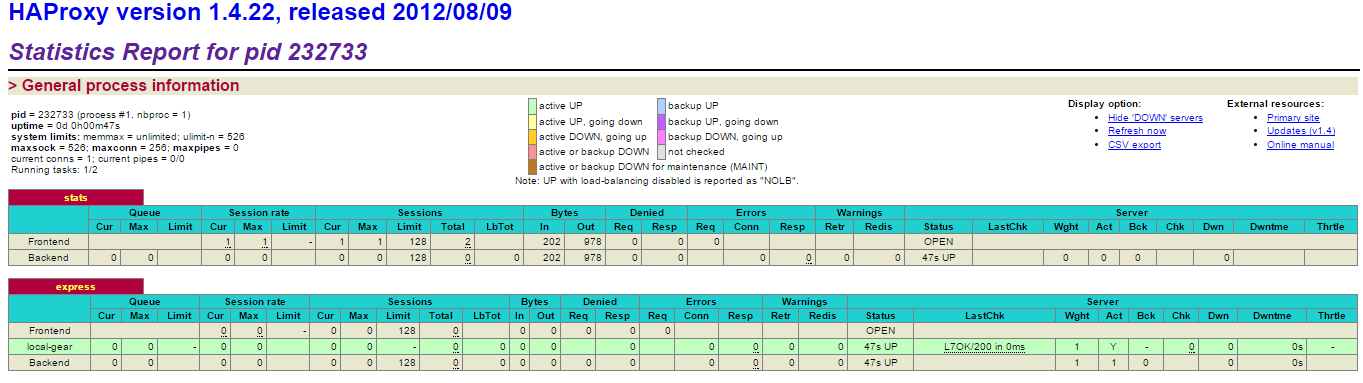 HAProxy version 1.4.22, released 2012/08/09
Statistics Report for pid 232733
> General process information
pid = 232733 (process #1, nbproc = 1)
uptime = 0d 0h00m47s
system limits: memmax = unlimited; ulimit-n = 526
maxsock = 526; maxconn = 256; maxpipes = 0
current conns = 1; current pipes = 0/0
Running tasks: 1/2
active UP backup UP
active UP, going down backup UP, going down
active DOWN, going up backup DOWN, going up
active or backup DOWN not checked
active or backup DOWN for maintenance (MAINT)
Note: UP with load-balancing disabled is reported as "NOLB".
Display option:
• Hide 'DOWN' servers
• Refresh now
• CSV export
External resources:
• Primary site
• Updates (v1.4)
• Online manual
stats
Queue Session rate Sessions Bytes Denied Errors Warnings Server
Cur Max Limit Cur Max Limit Cur Max Limit Total LbTot In Out Req Resp Req Conn Resp Retr Redis Status LastChk Wght Act Bck Chk Dwn Dwntme Thrtle
Frontend 1 1 - 1 1 128 2 202 978 0 0 0 OPEN
Backend 0 0 0 0 0 0 128 0 0 202 978 0 0 0 0 0 0 47s UP 0 0 0 0
express
Queue Session rate Sessions Bytes Denied Errors Warnings Server
Cur Max Limit Cur Max Limit Cur Max Limit Total LbTot In Out Req Resp Req Conn Resp Retr Redis Status LastChk Wght Act Bck Chk Dwn Dwntme Thrtle
Frontend 0 0 - 0 0 128 0 0 0 0 0 0 OPEN
local-gear 0 0 - 0 0 0 0 - 0 0 0 0 0 0 0 0 0 47s UP L7OK/200 in 0ms 1 Y - 0 0 0s -
Backend 0 0 0 0 0 0 128 0 0 0 0 0 0 0 0 0 0 47s UP 1 1 0 0 0s